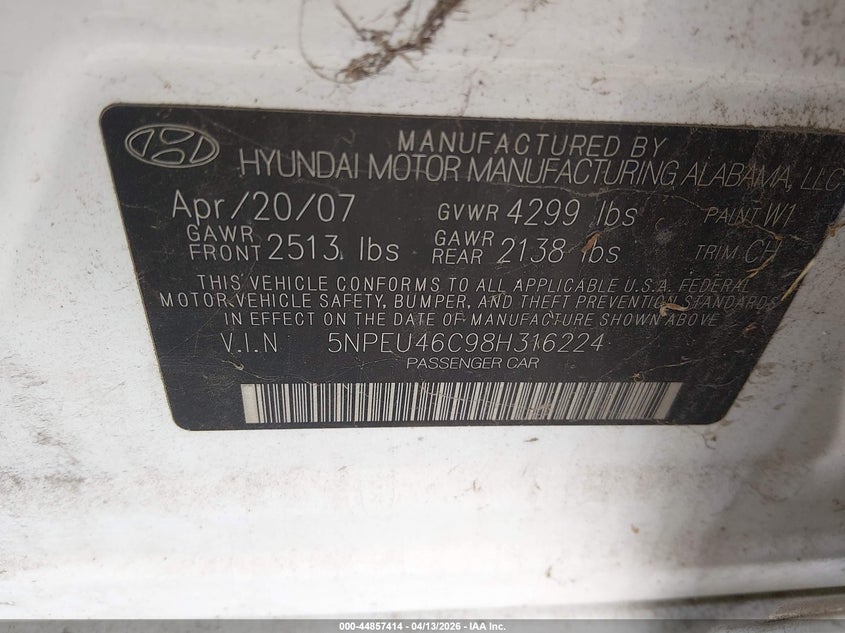 MANUFACTURED BY
HYUNDAI MOTOR MANUFACTURING ALABAMA, LLC
Apr/20/07 GVWR 4299 lbs PAINT W1
GAWR FRONT 2513 lbs GAWR REAR 2138 lbs TRIM CH
THIS VEHICLE CONFORMS TO ALL APPLICABLE U.S.A. FEDERAL
MOTOR VEHICLE SAFETY, BUMPER, AND THEFT PREVENTION STANDARDS
IN EFFECT ON THE DATE OF MANUFACTURE SHOWN ABOVE
V.I.N 5NPEU46C98H316224
PASSENGER CAR
000-44857414 - 04/13/2026 - IAA Inc.